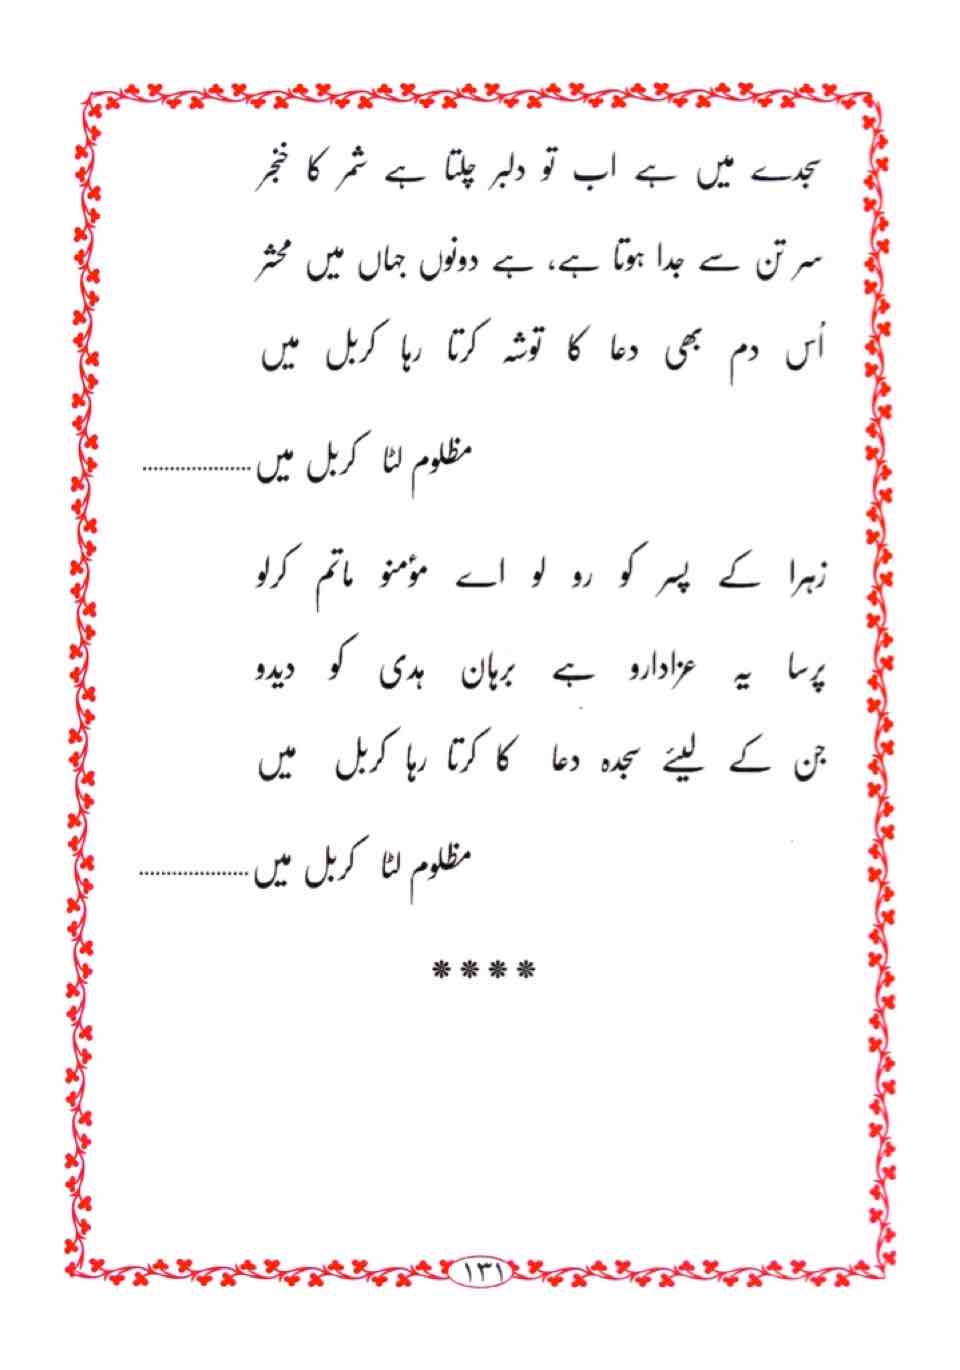 سجدے میں ہے اب تو دلبر چلتا ہے شمر کا خنجر
سر تن سے جدا ہوتا ہے، ہے دونوں جہاں میں محشر
اُس دم بھی دعا کا توشہ کرتا رہا کربل میں
مظلوم لٹا کربل میں...................
زہرا کے پسر کو رو لو اے مؤمنو ماتم کرلو
پرسا یہ عزادارو ہے برہان ہدی کو دیدو
جن کے لیئے سجدہ دعا کا کرتا رہا کربل میں
مظلوم لٹا کربل میں...................
****
۱۳۱